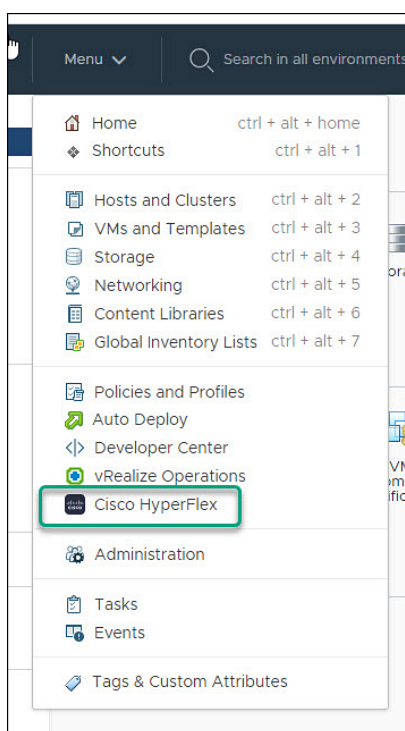 Menu
Search in all environments
Home ctrl + alt + home
Shortcuts ctrl + alt + 1
Hosts and Clusters ctrl + alt + 2
VMs and Templates ctrl + alt + 3
Storage ctrl + alt + 4
Networking ctrl + alt + 5
Content Libraries ctrl + alt + 6
Global Inventory Lists ctrl + alt + 7
Policies and Profiles
Auto Deploy
Developer Center
vRealize Operations
Cisco HyperFlex
Administration
Tasks
Events
Tags & Custom Attributes